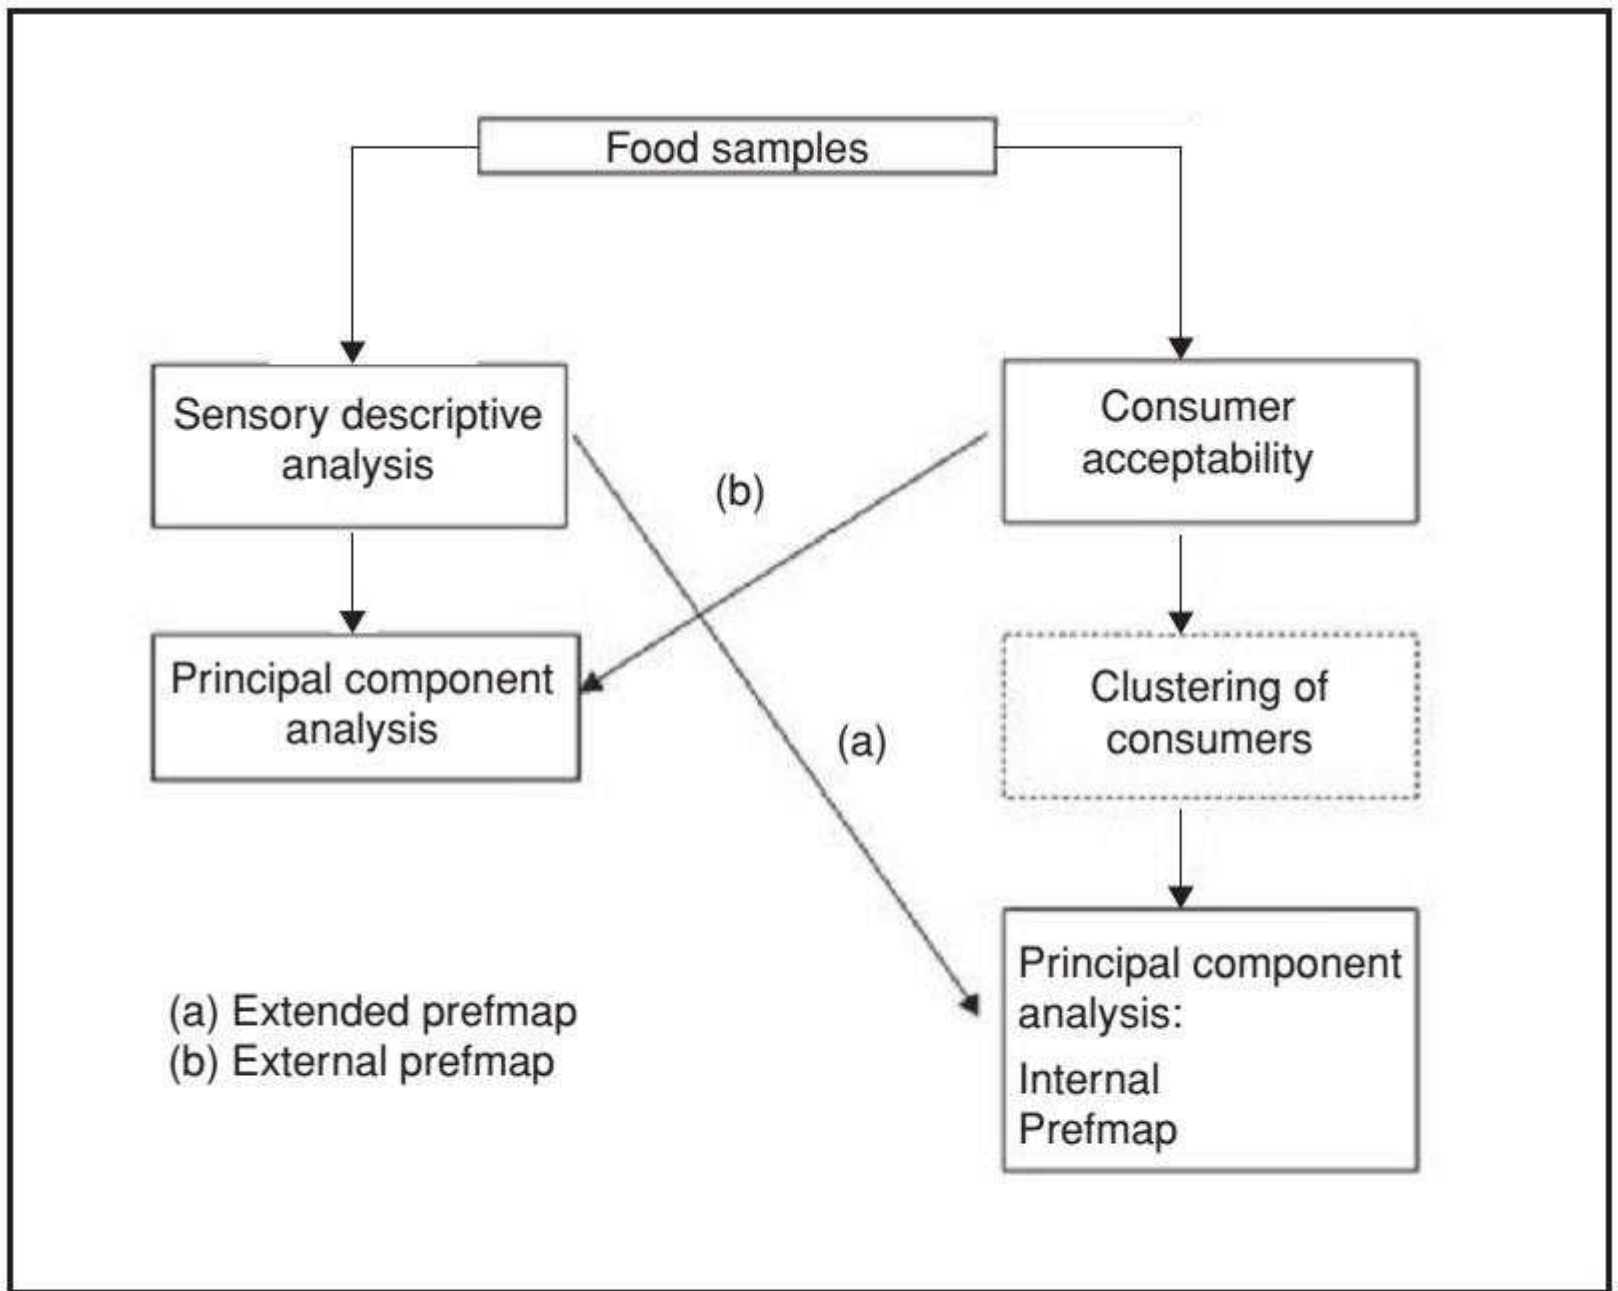 Food samples
Sensory descriptive
analysis
Consumer
acceptability
(b)
Principal component
analysis
Clustering of
consumers
(a)
Principal component
analysis:
Internal
Prefmap
(a) Extended prefmap
(b) External prefmap